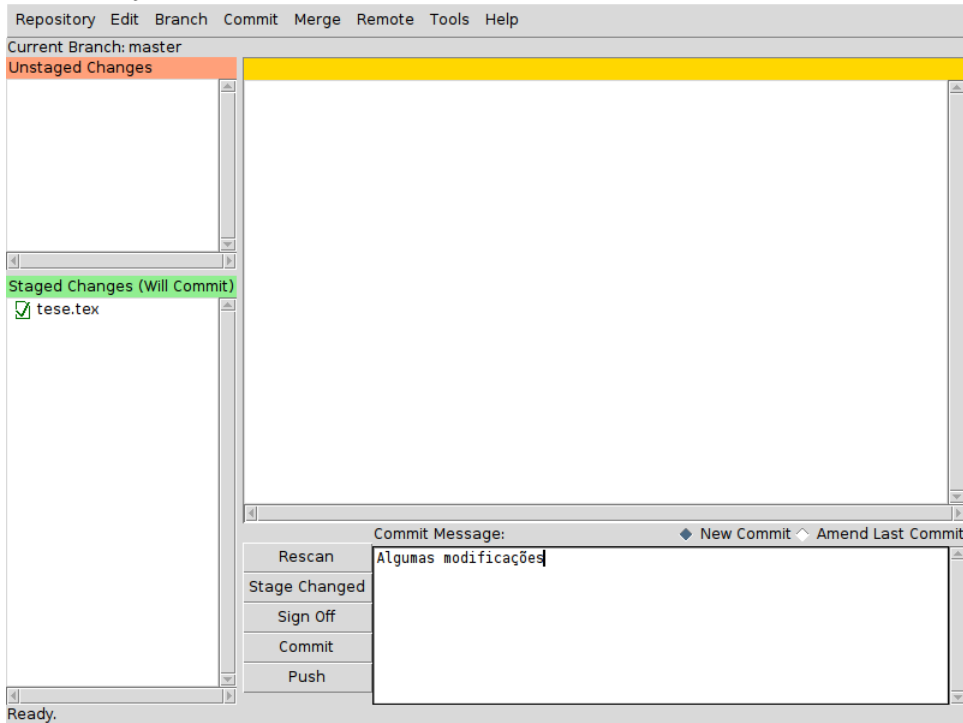 Repository Edit Branch Commit Merge Remote Tools Help
Current Branch: master
Unstaged Changes
Staged Changes (Will Commit)
tese.tex
Commit Message:
New Commit
Amend Last Commit
Rescan
Stage Changed
Sign Off
Commit
Push
Algumas modificações
Ready.